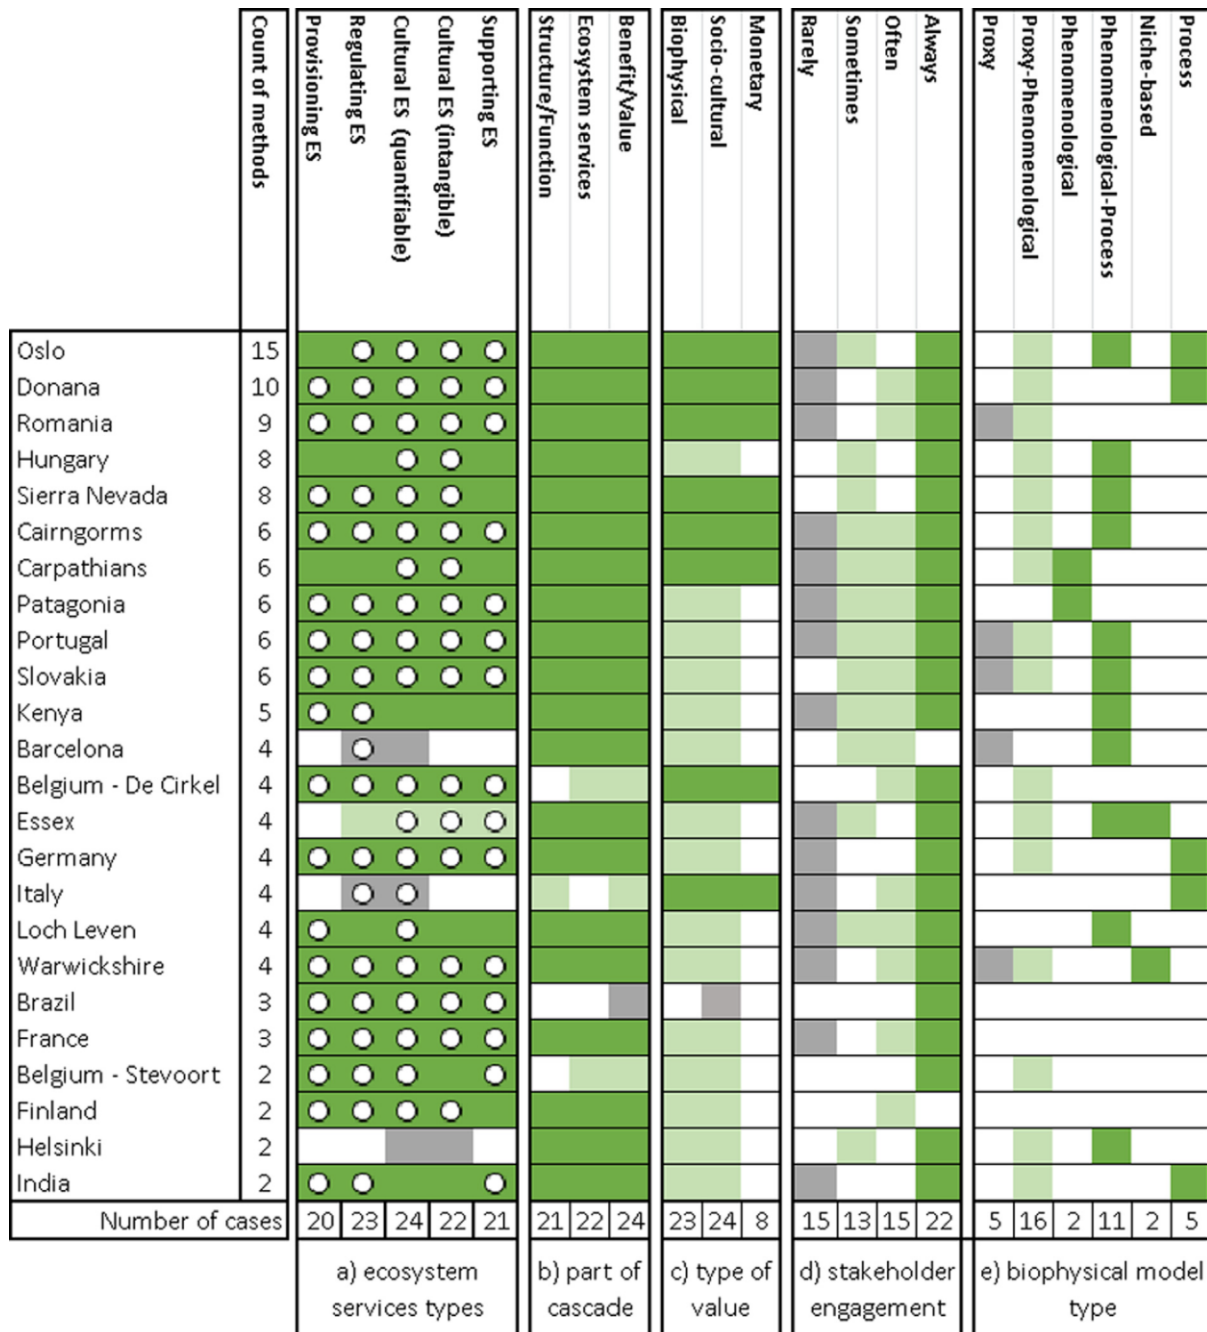 Count of methods
Provisioning ES
Regulating ES
Cultural ES (quantifiable)
Cultural ES (intangible)
Supporting ES
Structure/Function
Ecosystem services
Benefit/Value
Biophysical
Socio-cultural
Monetary
Rarely
Sometimes
Often
Always
Proxy
Proxy-Phenomenological
Phenomenological
Phenomenological-Process
Niche-based
Process
Oslo 15
Donana 10
Romania 9
Hungary 8
Sierra Nevada 8
Cairngorms 6
Carpathians 6
Patagonia 6
Portugal 6
Slovakia 6
Kenya 5
Barcelona 4
Belgium - De Cirkel 4
Essex 4
Germany 4
Italy 4
Loch Leven 4
Warwickshire 4
Brazil 3
France 3
Belgium - Stevoort 2
Finland 2
Helsinki 2
India 2
Number of cases 20 23 24 22 21 21 22 24 23 24 8 15 13 15 22 5 16 2 11 2 5
a) ecosystem
services types
b) part of
cascade
c) type of
value
d) stakeholder
engagement
e) biophysical model
type